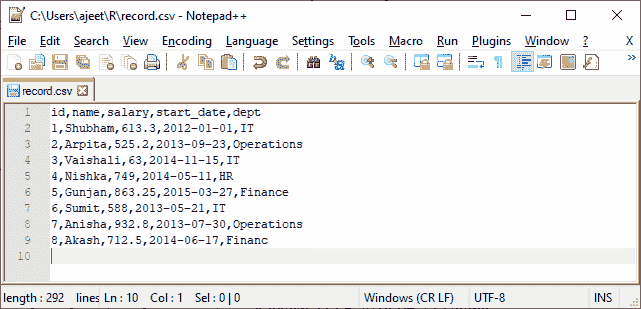 C:\Users\ajeet\R\record.csv - Notepad++
File Edit Search View Encoding Language Settings Tools Macro Run Plugins Window ? X
record.csv
1 id,name,salary,start_date,dept
2 1,Shubham,613.3,2012-01-01,IT
3 2,Arpita,525.2,2013-09-23,Operations
4 3,Vaishali,63,2014-11-15,IT
5 4,Nishka,749,2014-05-11,HR
6 5,Gunjan,863.25,2015-03-27,Finance
7 6,Sumit,588,2013-05-21,IT
8 7,Anisha,932.8,2013-07-30,Operations
9 8,Akash,712.5,2014-06-17,Financ
10
length : 292 lines Ln : 10 Col : 1 Sel : 0 | 0 Windows (CR LF) UTF-8 INS